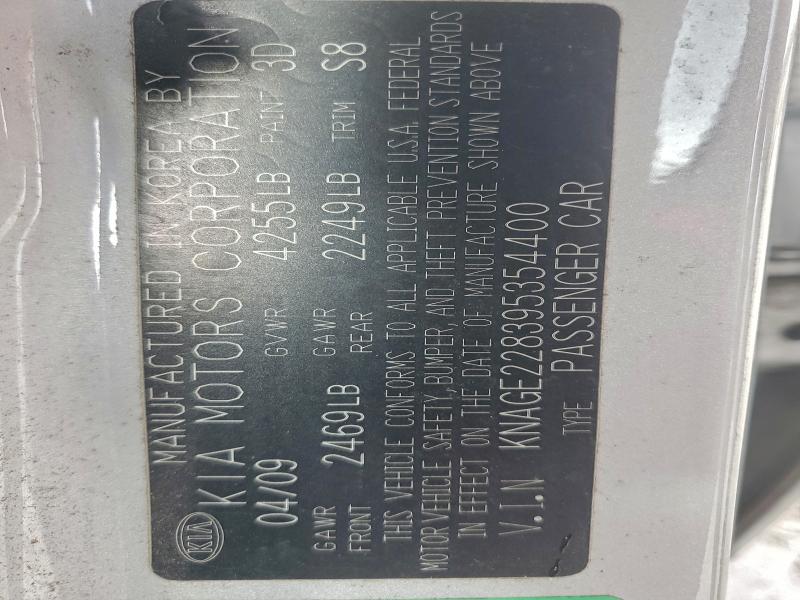 MANUFACTURED IN KOREA BY
KIA KIA MOTORS CORPORATION
04/09 GVWR 4255LB PAINT 3D
GAWR FRONT 2469LB GAWR REAR 2249LB TRIM S8
THIS VEHICLE CONFORMS TO ALL APPLICABLE U.S.A. FEDERAL
MOTOR VEHICLE SAFETY, BUMPER, AND THEFT PREVENTION STANDARDS
IN EFFECT ON THE DATE OF MANUFACTURE SHOWN ABOVE
V.I.N KNAGE228395354400
TYPE PASSENGER CAR